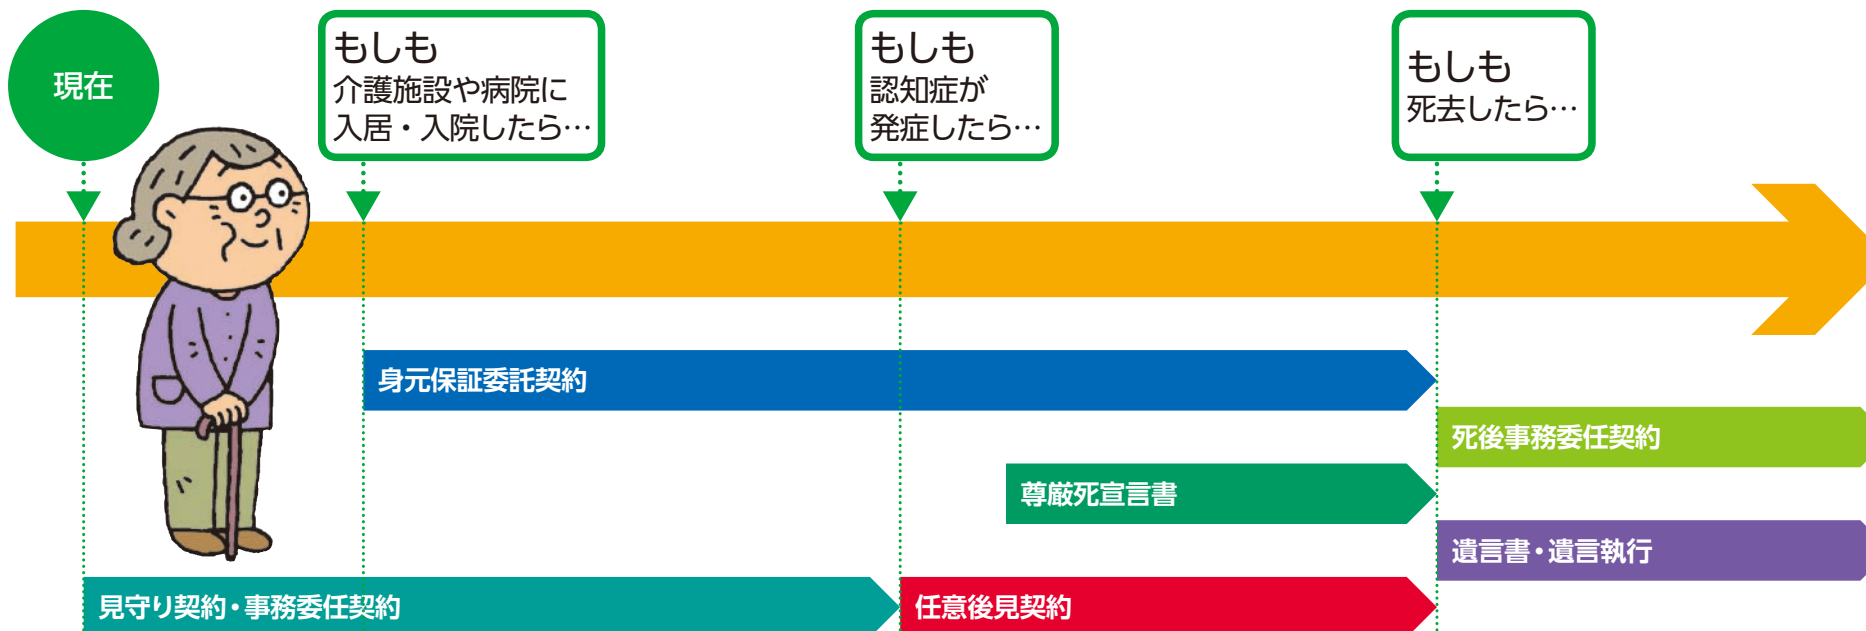 現在
もしも
介護施設や病院に
入居・入院したら…
もしも
認知症が
発症したら…
もしも
死去したら…
身元保証委託契約
死後事務委任契約
尊厳死宣言書
遺言書・遺言執行
見守り契約・事務委任契約
任意後見契約